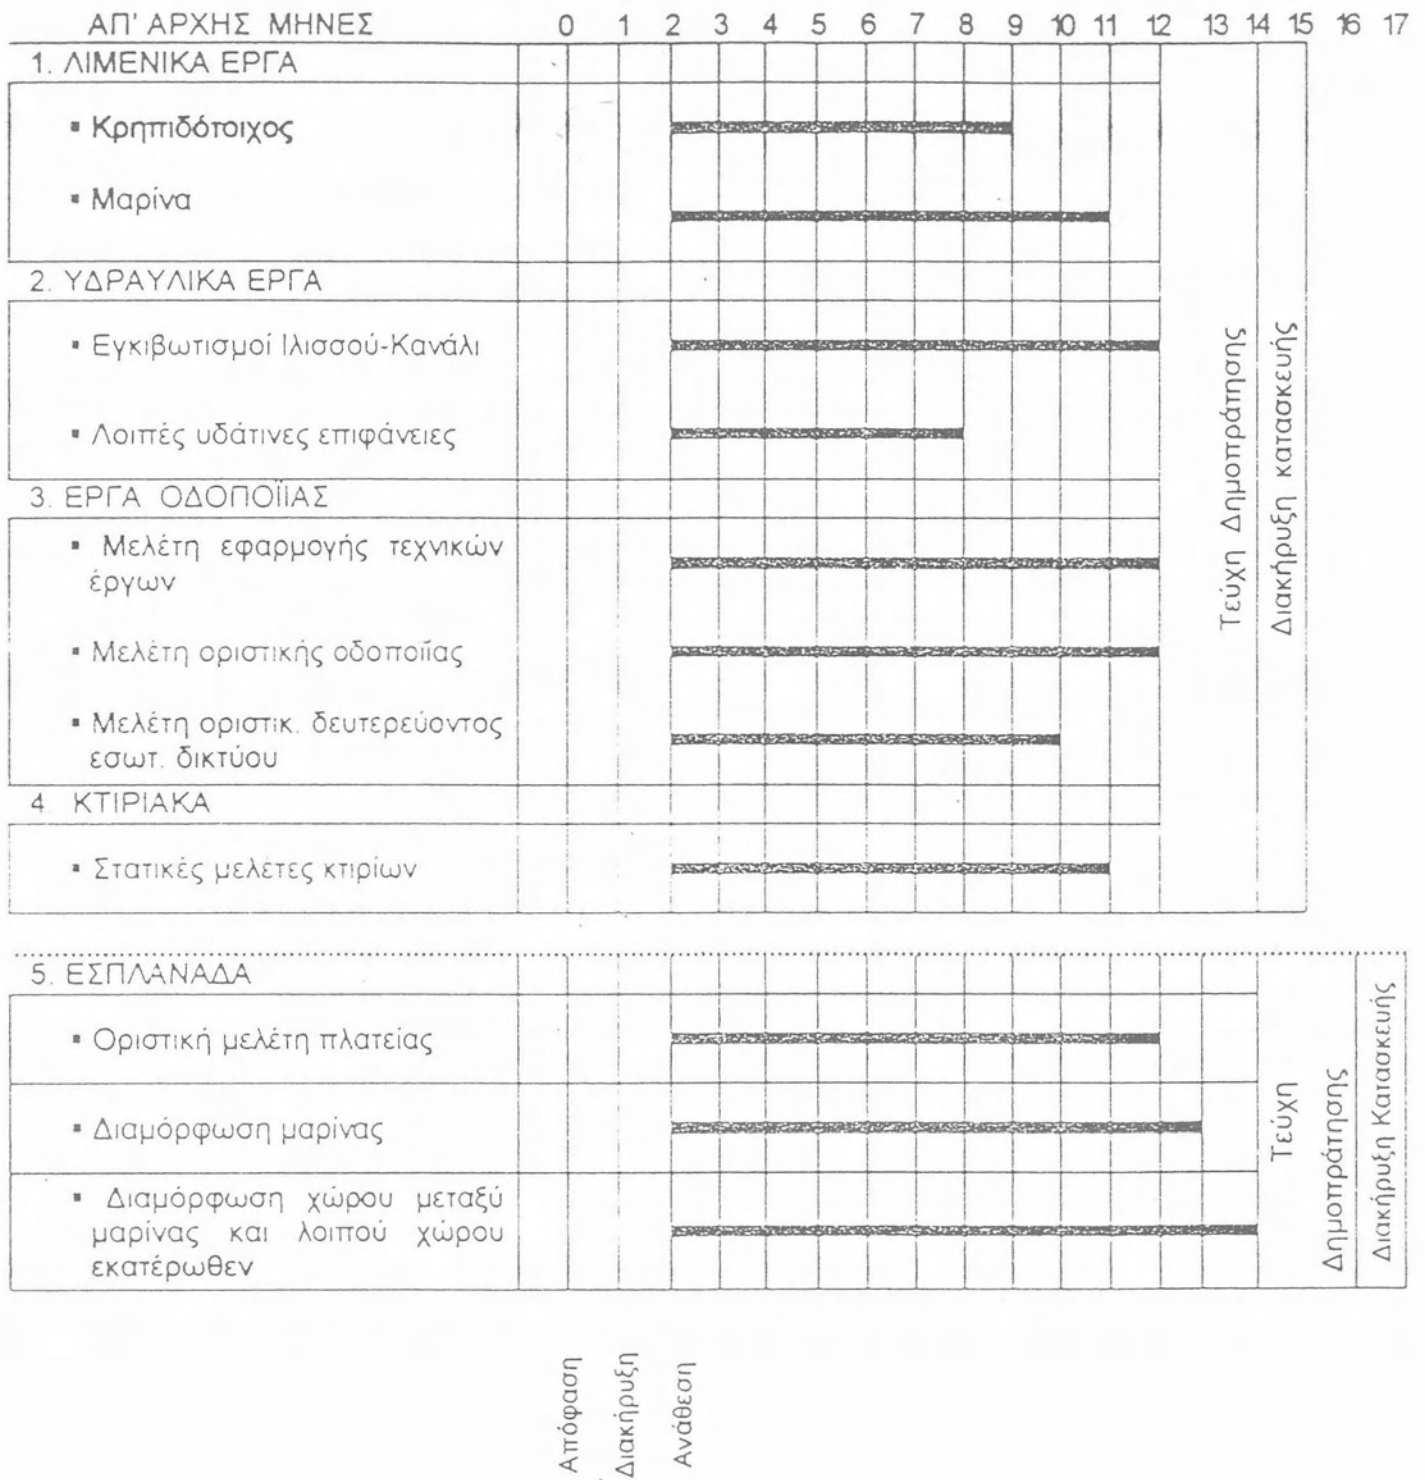 ΑΠ' ΑΡΧΗΣ ΜΗΝΕΣ 0 1 2 3 4 5 6 7 8 9 10 11 12 13 14 15 16 17
1. ΛΙΜΕΝΙΚΑ ΕΡΓΑ
▪ Κρηπιδότοιχος
▪ Μαρίνα
2. ΥΔΡΑΥΛΙΚΑ ΕΡΓΑ
▪ Εγκιβωτισμοί Ιλισσού-Κανάλι
▪ Λοιπές υδάτινες επιφάνειες
3. ΕΡΓΑ ΟΔΟΠΟΪΙΑΣ
▪ Μελέτη εφαρμογής τεχνικών
έργων
▪ Μελέτη οριστικής οδοποιΐας
▪ Μελέτη οριστικ. δευτερεύοντος
εσωτ. δικτύου
4 ΚΤΙΡΙΑΚΑ
▪ Στατικές μελέτες κτιρίων
Τεύχη Δημοπράτησης
Διακήρυξη κατασκευής
5. ΕΣΠΛΑΝΑΔΑ
▪ Οριστική μελέτη πλατείας
▪ Διαμόρφωση μαρίνας
▪ Διαμόρφωση χώρου μεταξύ
μαρίνας και λοιπού χώρου
εκατέρωθεν
Τεύχη
Δημοπράτησης
Διακήρυξη Κατασκευής
Απόφαση
Διακήρυξη
Ανάθεση